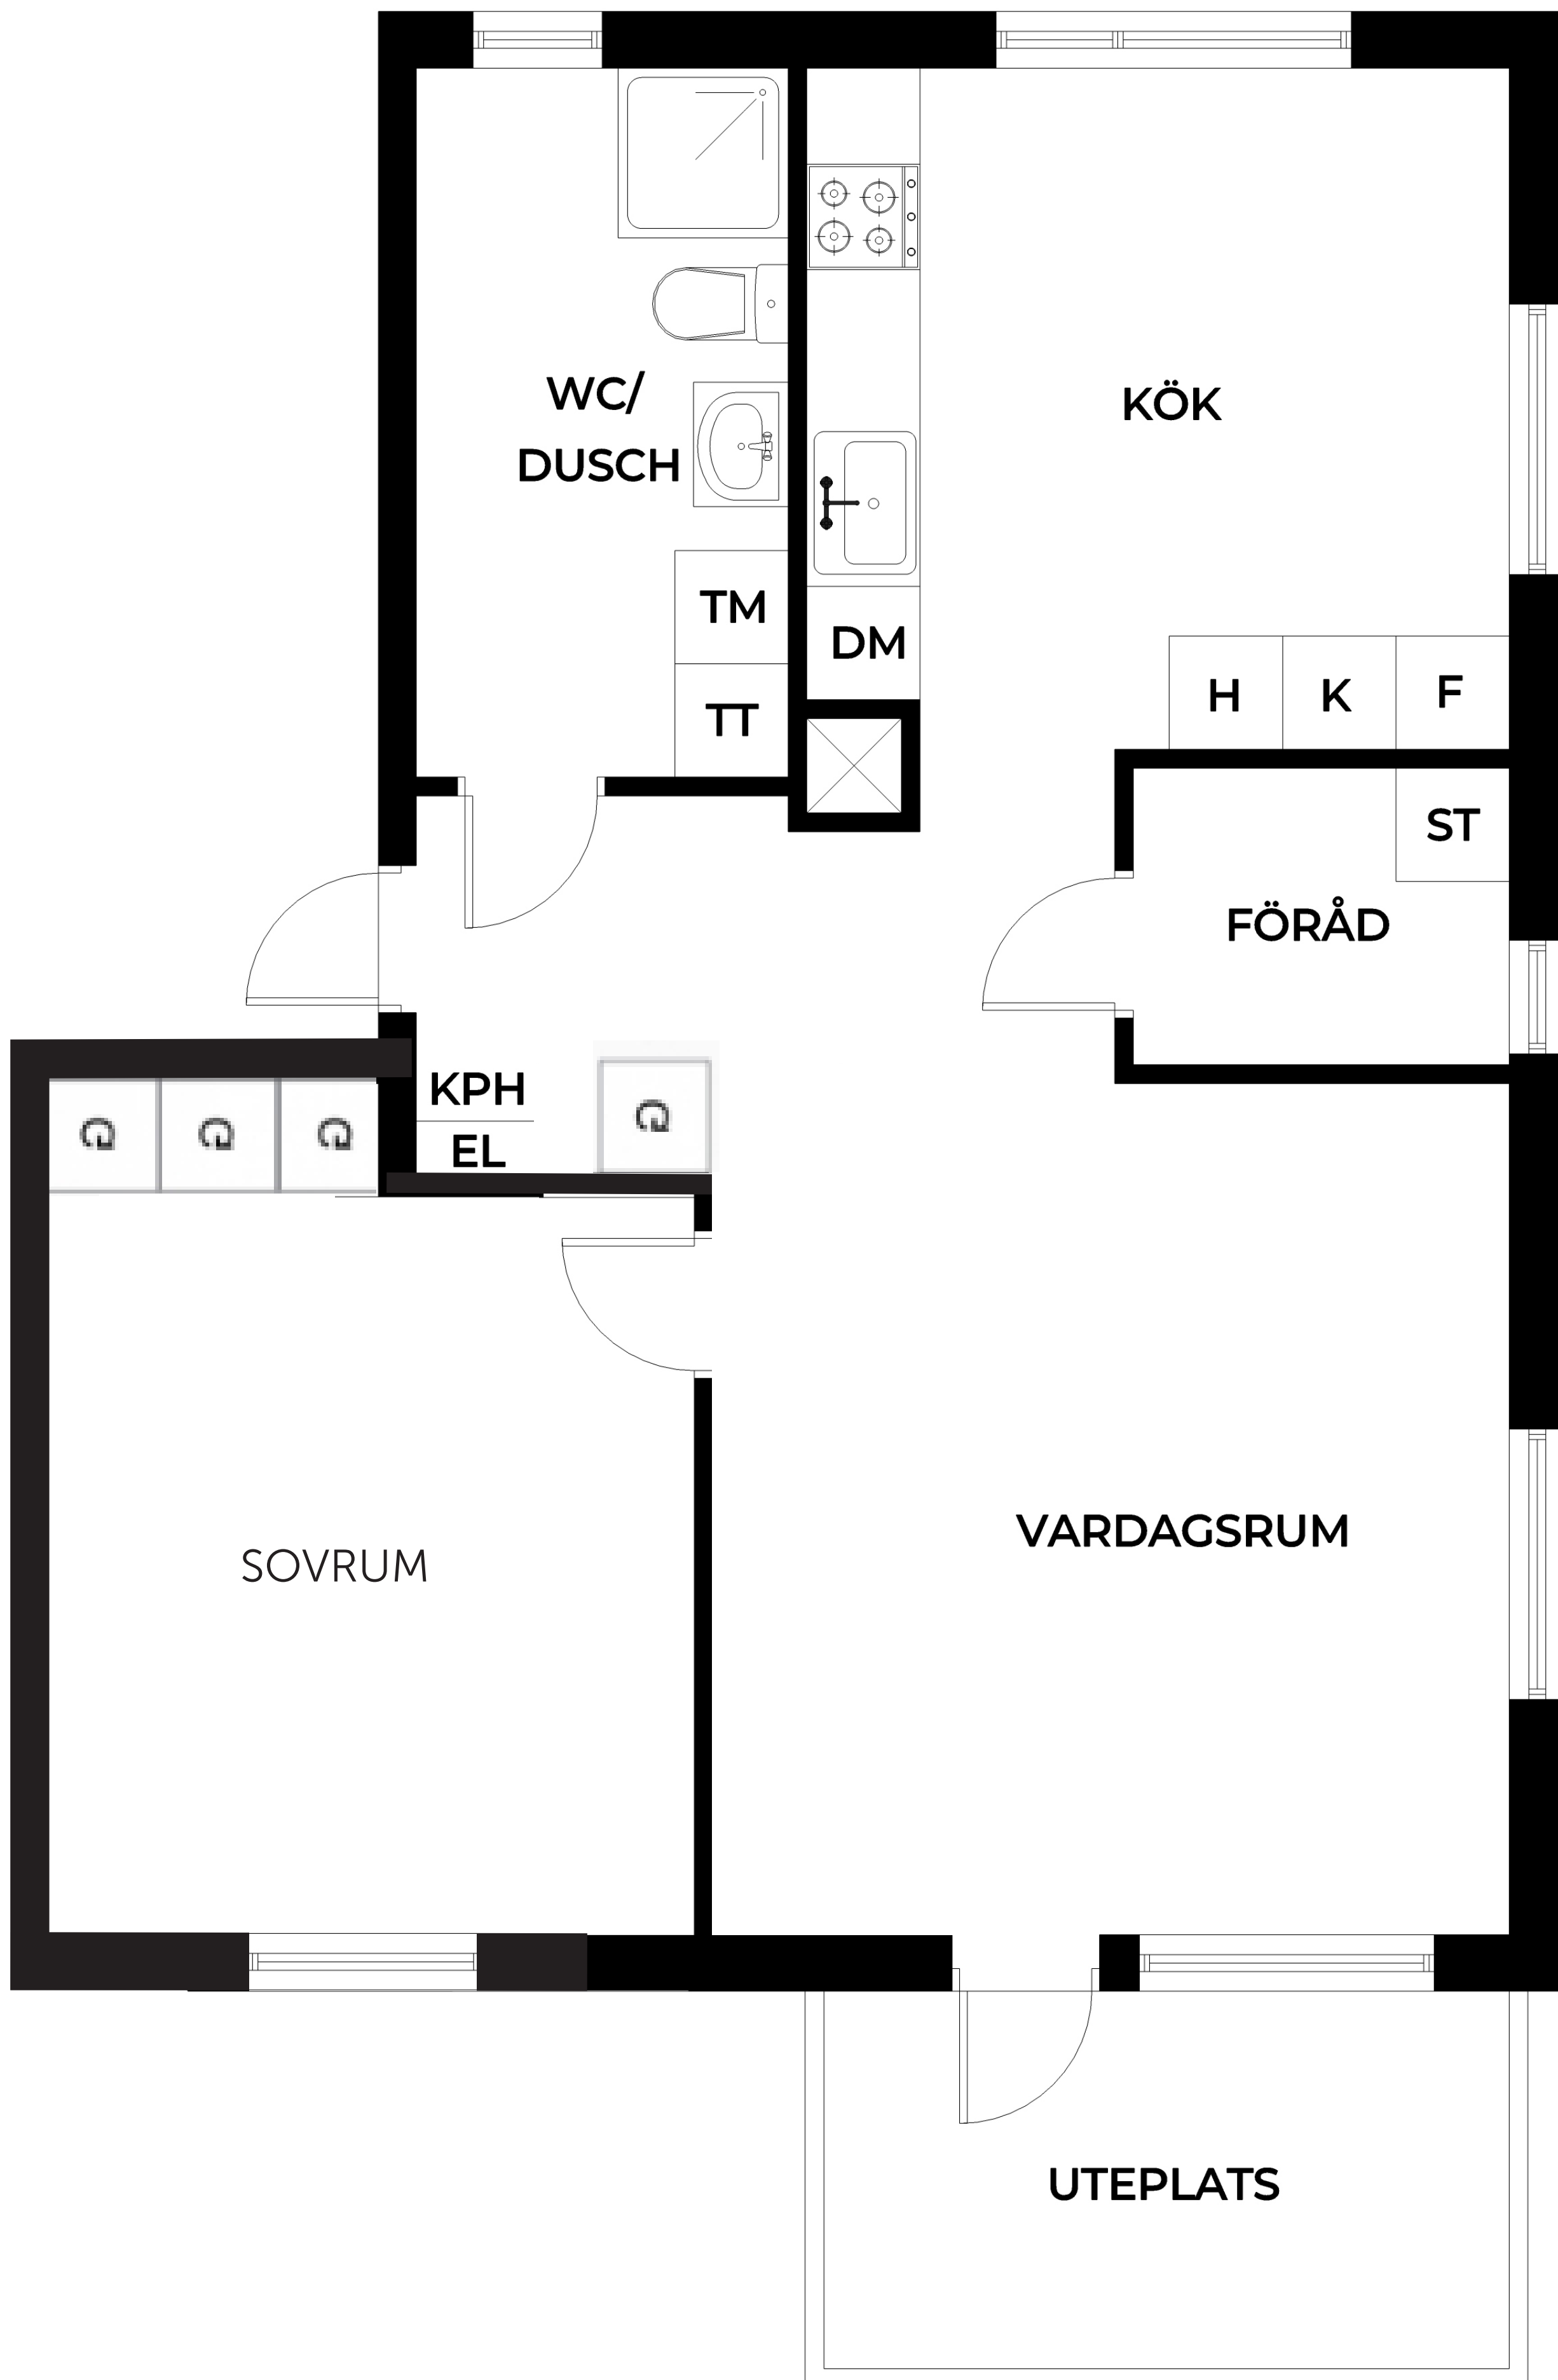 WC/
DUSCH
KÖK
TM
DM
TT
H
K
F
ST
FÖRÅD
KPH
EL
G
G
G
G
SOVRUM
VARDAGSRUM
UTEPLATS